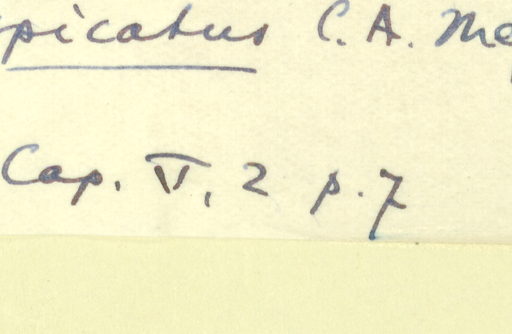 picatus C. A. Me
Cap. V, 2 p. 7